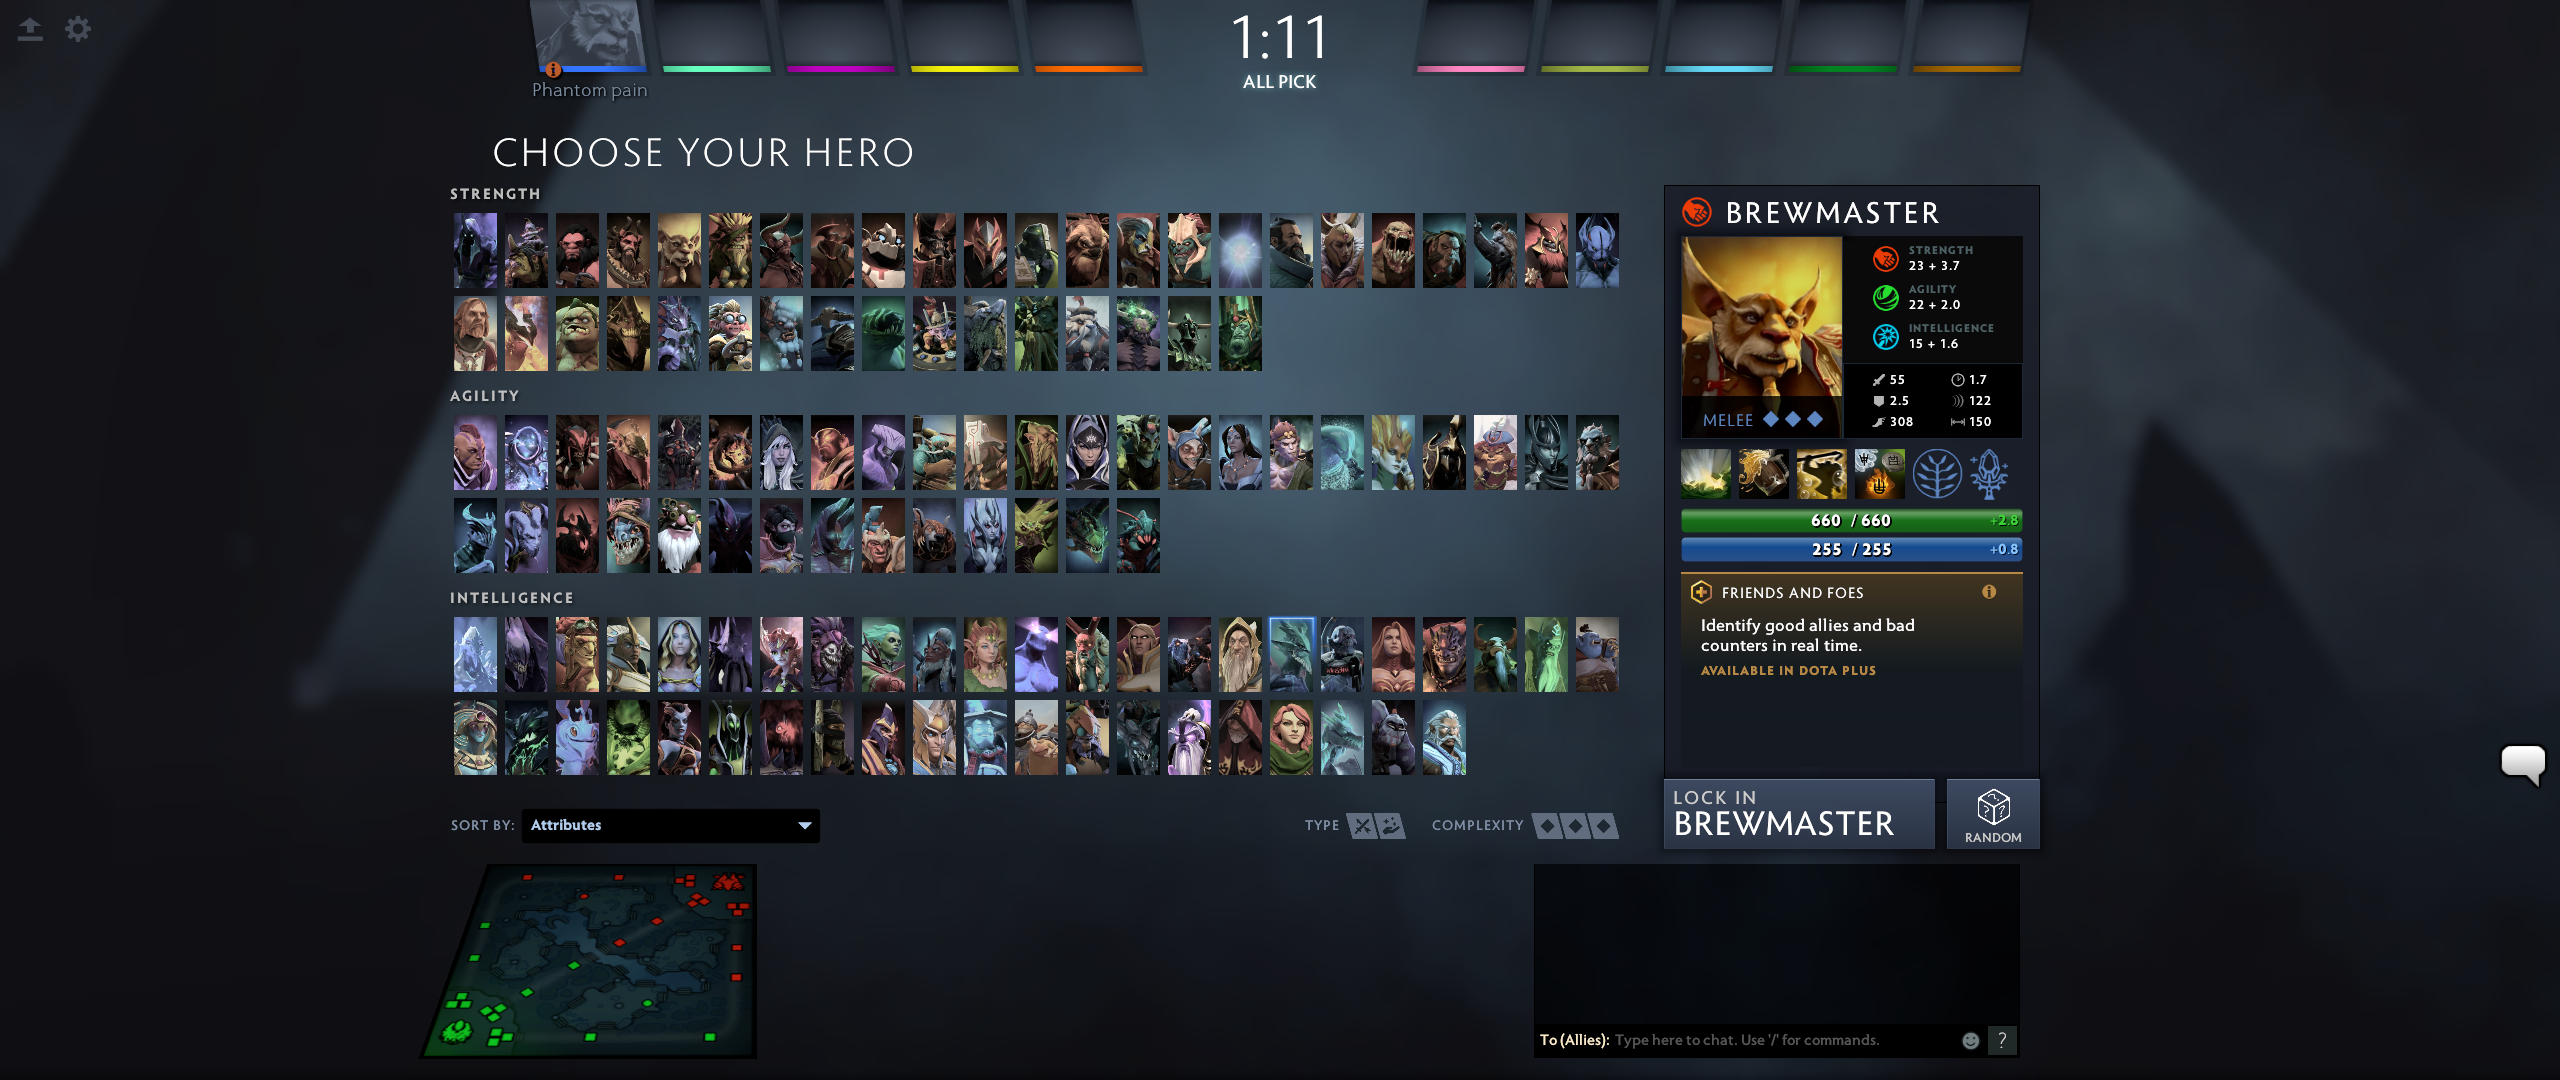 1:11
ALL PICK
Phantom pain
CHOOSE YOUR HERO
STRENGTH
AGILITY
INTELLIGENCE
SORT BY: Attributes
TYPE
COMPLEXITY
BREWMASTER
STRENGTH
23 + 3.7
AGILITY
22 + 2.0
INTELLIGENCE
15 + 1.6
55 1.7
2.5 122
308 150
MELEE
660 / 660 +2.8
255 / 255 +0.8
FRIENDS AND FOES
Identify good allies and bad
counters in real time.
AVAILABLE IN DOTA PLUS
LOCK IN
BREWMASTER
RANDOM
To (Allies): Type here to chat. Use '/' for commands.
?